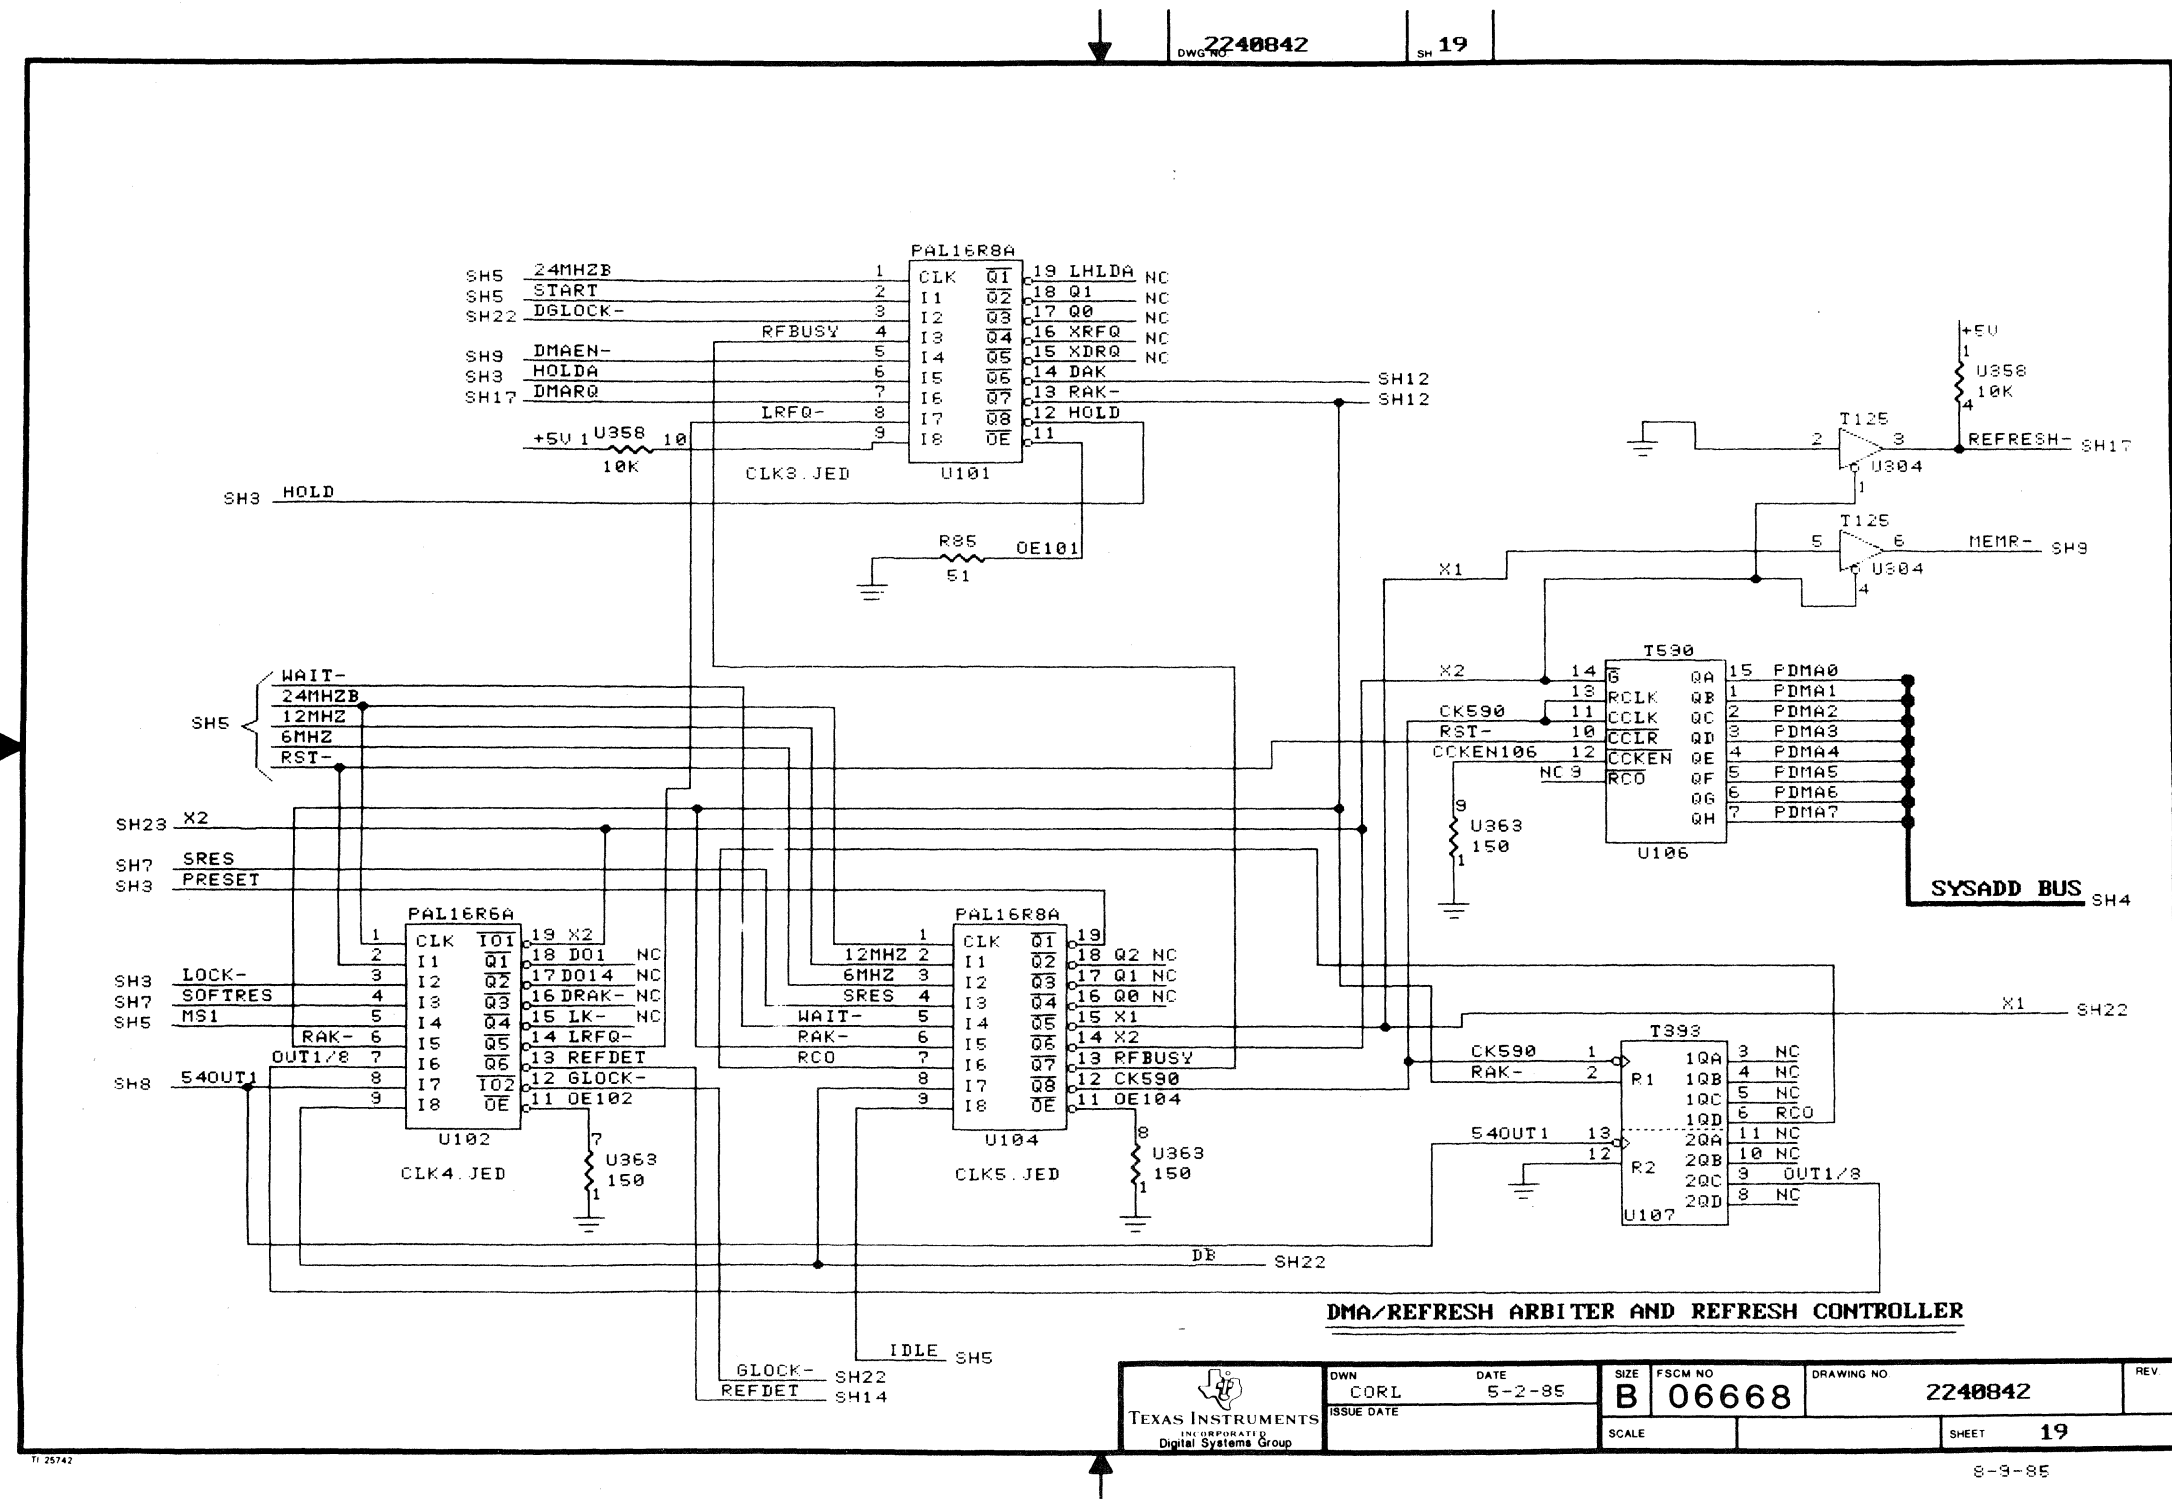 DWG NO 2240842 SH 19
PAL16R8A
SH5 24MHZB 1 CLK Q1 19 LHLDA NC
SH5 START 2 I1 Q2 18 Q1 NC
SH22 DGLOCK- 3 I2 Q3 17 Q0 NC
RFBUSY 4 I3 Q4 16 XRFQ NC
SH9 DMAEN- 5 I4 Q5 15 XDRQ NC
SH3 HOLDA 6 I5 Q6 14 DAK SH12
SH17 DMARQ 7 I6 Q7 13 RAK- SH12
LRFQ- 8 I7 Q8 12 HOLD
+5V 1 U358 10 9 I8 OE 11
10K
CLK3.JED U101
SH3 HOLD
R85 OE101
51
+5V
1
U358
10K
4
T125
2 3 REFRESH- SH17
U304
1
T125
5 6 MEMR- SH9
U304
4
X1
T590
X2 14 G QA 15 PDMA0
13 RCLK QB 1 PDMA1
CK590 11 CCLK QC 2 PDMA2
RST- 10 CCLR QD 3 PDMA3
CCKEN106 12 CCKEN QE 4 PDMA4
NC 9 RCO QF 5 PDMA5
QG 6 PDMA6
QH 7 PDMA7
U106
9
U363
150
1
SYSADD BUS SH4
SH5
WAIT-
24MHZB
12MHZ
6MHZ
RST-
SH23 X2
SH7 SRES
SH3 PRESET
PAL16R6A
1 CLK IO1 19 X2
2 I1 Q1 18 DO1 NC
SH3 LOCK- 3 I2 Q2 17 DO14 NC
SH7 SOFTRES 4 I3 Q3 16 DRAK- NC
SH5 MS1 5 I4 Q4 15 LK- NC
RAK- 6 I5 Q5 14 LRFQ-
OUT1/8 7 I6 Q6 13 REFDET
SH8 54OUT1 8 I7 IO2 12 GLOCK-
9 I8 OE 11 OE102
U102
CLK4.JED
7
U363
150
1
PAL16R8A
1 CLK Q1 19
12MHZ 2 I1 Q2 18 Q2 NC
6MHZ 3 I2 Q3 17 Q1 NC
SRES 4 I3 Q4 16 Q0 NC
WAIT- 5 I4 Q5 15 X1
RAK- 6 I5 Q6 14 X2
RCO 7 I6 Q7 13 RFBUSY
8 I7 Q8 12 CK590
9 I8 OE 11 OE104
U104
CLK5.JED
8
U363
150
1
X1 SH22
T393
CK590 1 1QA 3 NC
RAK- 2 R1 1QB 4 NC
1QC 5 NC
1QD 6 RCO
54OUT1 13 2QA 11 NC
12 R2 2QB 10 NC
2QC 9 OUT1/8
2QD 8 NC
U107
DB SH22
DMA/REFRESH ARBITER AND REFRESH CONTROLLER
IDLE SH5
GLOCK- SH22
REFDET SH14
TEXAS INSTRUMENTS
INCORPORATED
Digital Systems Group
DWN CORL DATE 5-2-85
ISSUE DATE
SIZE B FSCM NO 06668 DRAWING NO 2240842 REV
SCALE SHEET 19
TI 25742
8-9-85